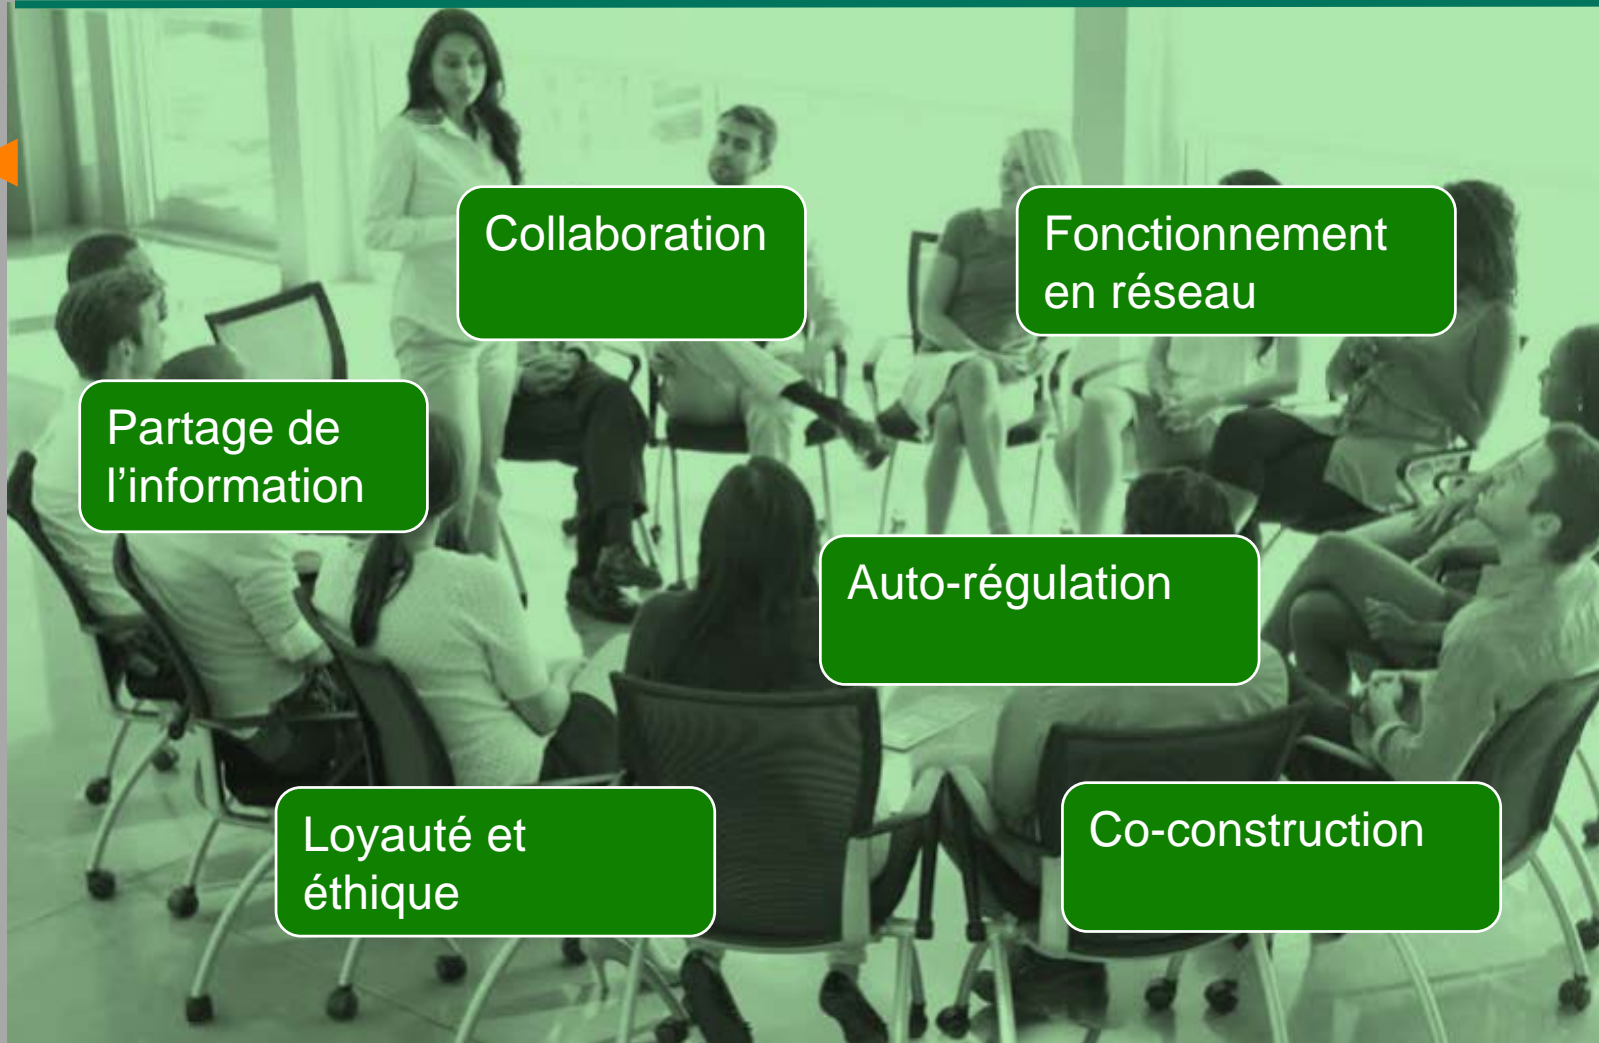 Collaboration
Fonctionnement
en réseau
Partage de
l’information
Auto-régulation
Loyauté et
éthique
Co-construction